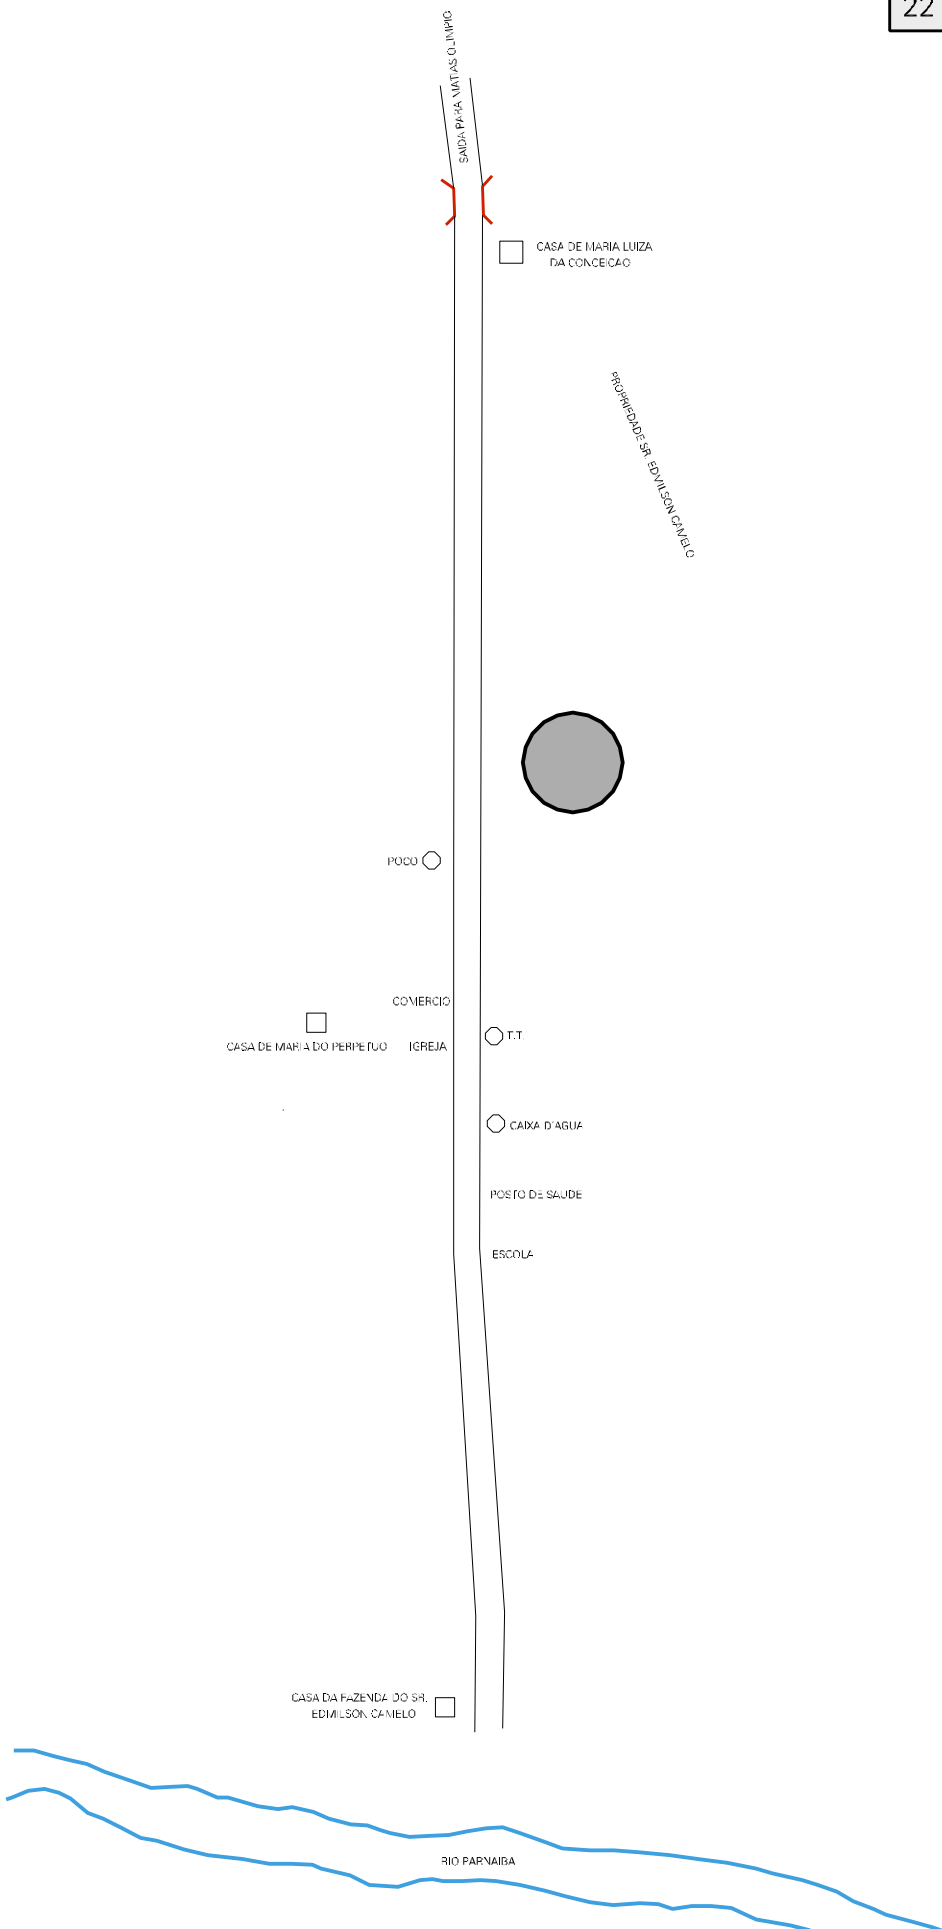 22
SAIDA PARA MATIAS OLIMPIO
CASA DE MARIA LUIZA
DA CONCEICAO
PROPRIEDADE SR. EDMILSON CAMELO
POCO
COMERCIO
CASA DE MARIA DO PERPETUO
IGREJA
T.T.
CAIXA D'AGUA
POSTO DE SAUDE
ESCOLA
CASA DA FAZENDA DO SR.
EDMILSON CAMELO
RIO PARNAIBA